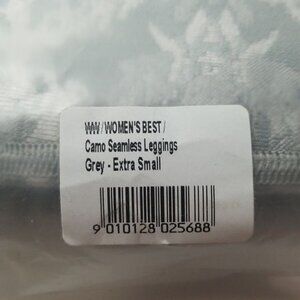 WW / WOMEN'S BEST /
Camo Seamless Leggings
Grey - Extra Small
9 010128 025688